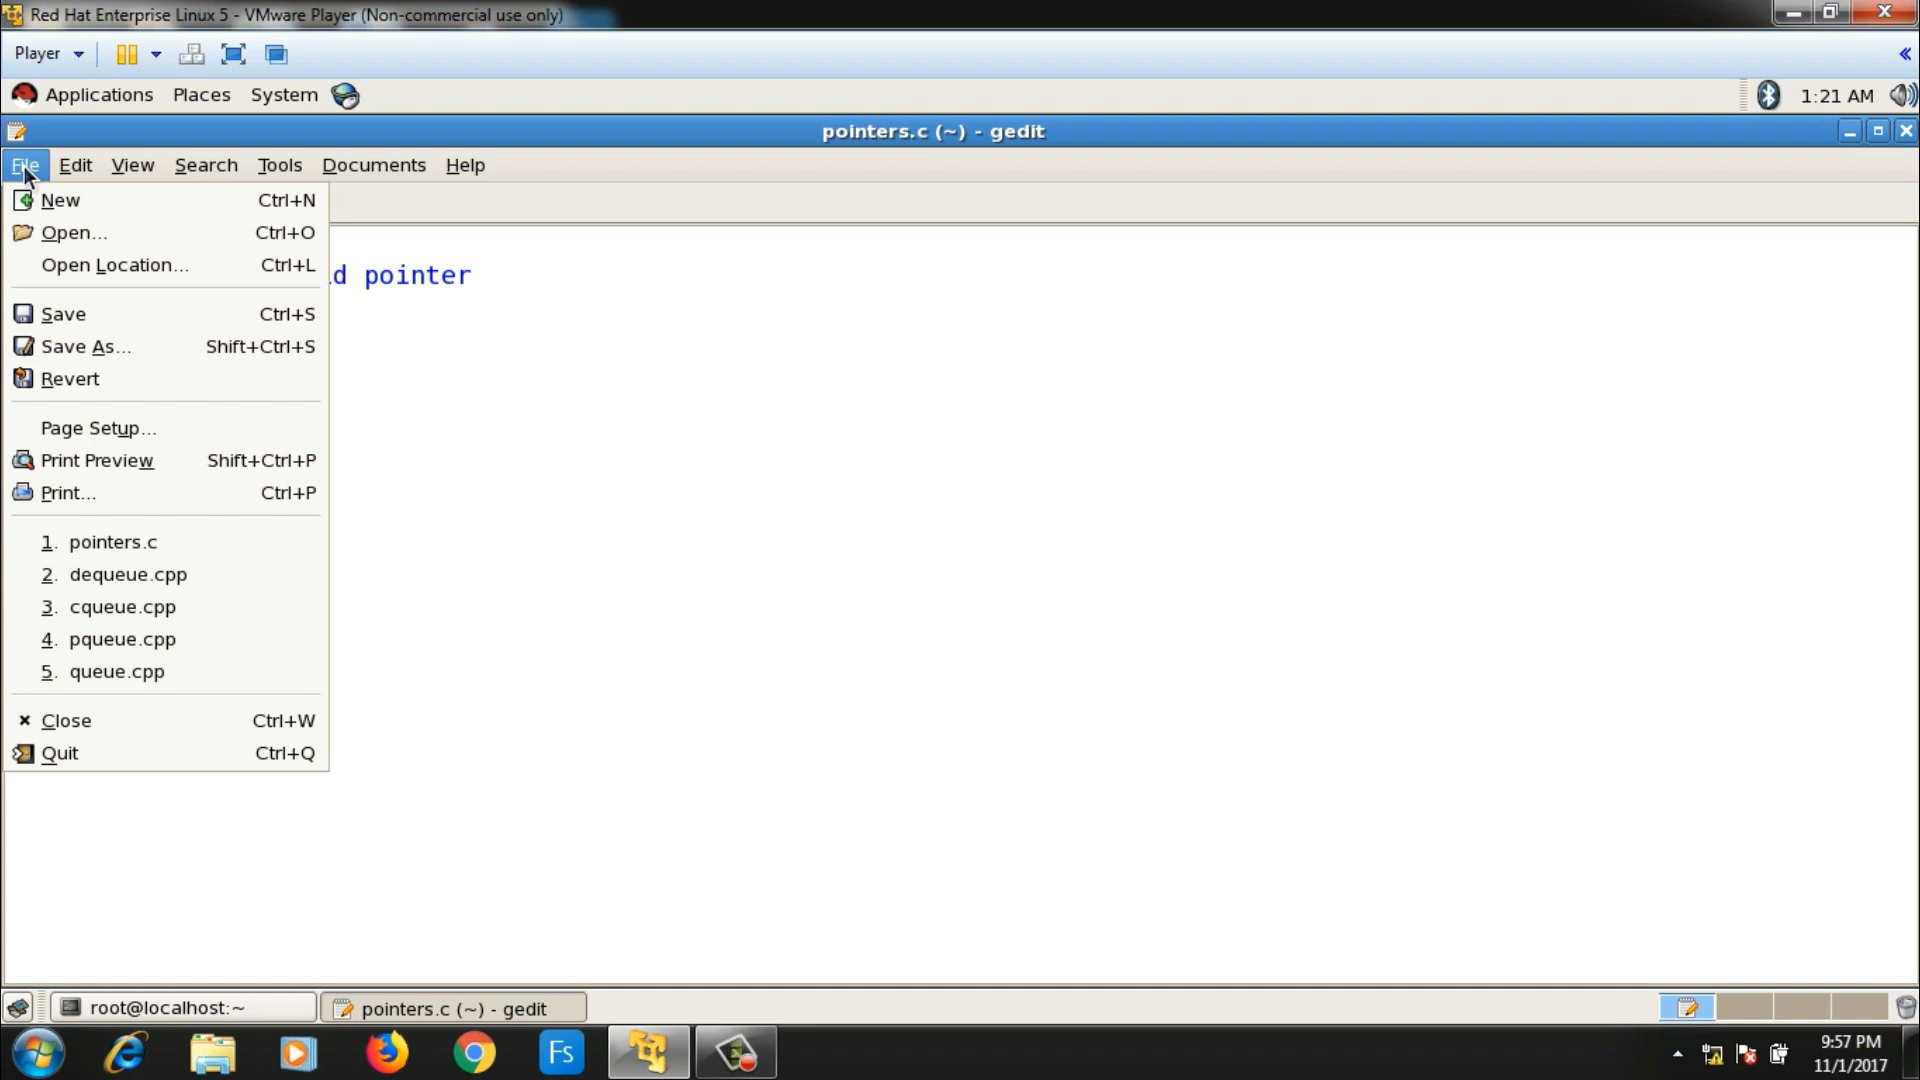 Red Hat Enterprise Linux 5 - VMware Player (Non-commercial use only)
Player
«
Applications Places System 1:21 AM
pointers.c (~) - gedit
File Edit View Search Tools Documents Help
New Ctrl+N
Open... Ctrl+O
Open Location... Ctrl+L
d pointer
Save Ctrl+S
Save As... Shift+Ctrl+S
Revert
Page Setup...
Print Preview Shift+Ctrl+P
Print... Ctrl+P
1. pointers.c
2. dequeue.cpp
3. cqueue.cpp
4. pqueue.cpp
5. queue.cpp
Close Ctrl+W
Quit Ctrl+Q
root@localhost:~ pointers.c (~) - gedit
Fs
9:57 PM
11/1/2017